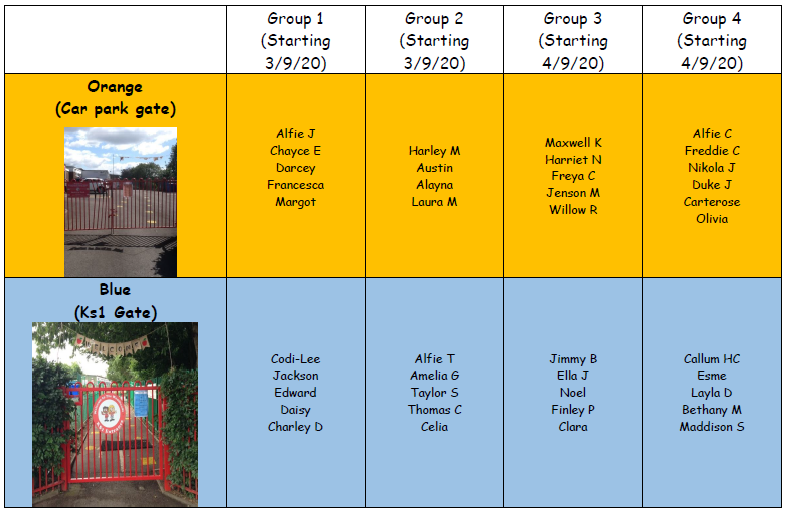 Group 1
(Starting
3/9/20)
Group 2
(Starting
3/9/20)
Group 3
(Starting
4/9/20)
Group 4
(Starting
4/9/20)
Orange
(Car park gate)
Alfie J
Chayce E
Darcey
Francesca
Margot
Harley M
Austin
Alayna
Laura M
Maxwell K
Harriet N
Freya C
Jenson M
Willow R
Alfie C
Freddie C
Nikola J
Duke J
Carterose
Olivia
Blue
(Ks1 Gate)
WELCOME
Codi-Lee
Jackson
Edward
Daisy
Charley D
Alfie T
Amelia G
Taylor S
Thomas C
Celia
Jimmy B
Ella J
Noel
Finley P
Clara
Callum HC
Esme
Layla D
Bethany M
Maddison S